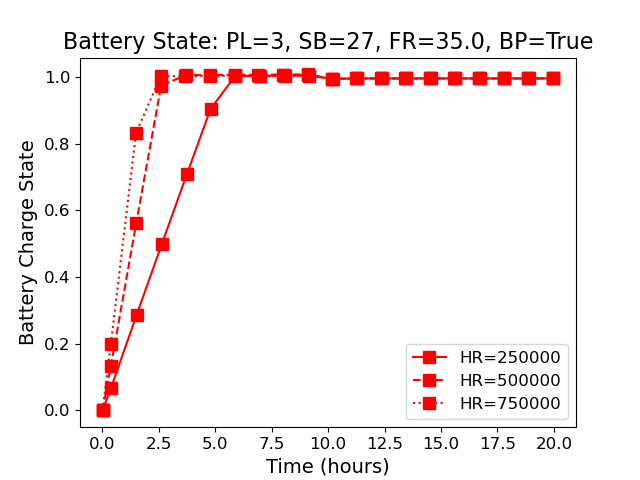 Battery State: PL=3, SB=27, FR=35.0, BP=True
1.0
0.8
0.6
0.4
0.2
0.0
Battery Charge State
HR=250000
HR=500000
HR=750000
0.0 2.5 5.0 7.5 10.0 12.5 15.0 17.5 20.0
Time (hours)